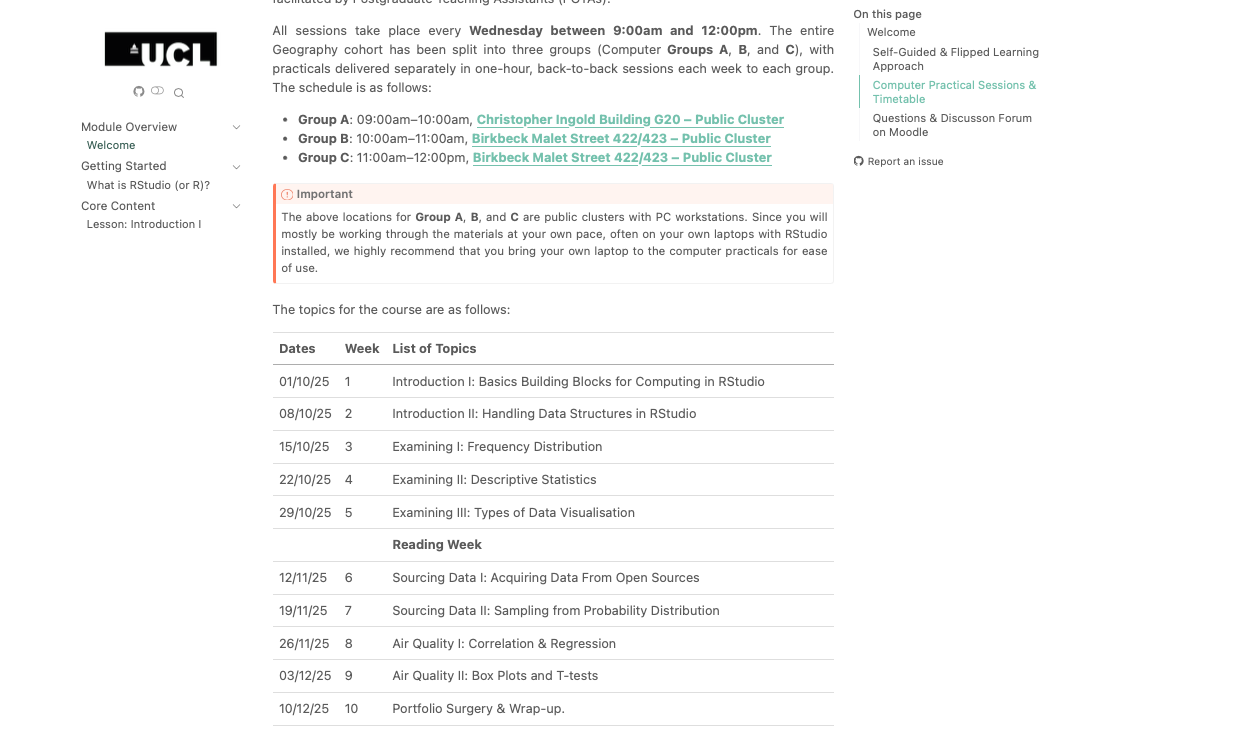 facilitated by Postgraduate Teaching Assistants (PGTAs).
All sessions take place every Wednesday between 9:00am and 12:00pm. The entire
Geography cohort has been split into three groups (Computer Groups A, B, and C), with
practicals delivered separately in one-hour, back-to-back sessions each week to each group.
The schedule is as follows:
• Group A: 09:00am–10:00am, Christopher Ingold Building G20 – Public Cluster
• Group B: 10:00am–11:00am, Birkbeck Malet Street 422/423 – Public Cluster
• Group C: 11:00am–12:00pm, Birkbeck Malet Street 422/423 – Public Cluster
Important
The above locations for Group A, B, and C are public clusters with PC workstations. Since you will
mostly be working through the materials at your own pace, often on your own laptops with RStudio
installed, we highly recommend that you bring your own laptop to the computer practicals for ease
of use.
The topics for the course are as follows:
Dates Week List of Topics
01/10/25 1 Introduction I: Basics Building Blocks for Computing in RStudio
08/10/25 2 Introduction II: Handling Data Structures in RStudio
15/10/25 3 Examining I: Frequency Distribution
22/10/25 4 Examining II: Descriptive Statistics
29/10/25 5 Examining III: Types of Data Visualisation
Reading Week
12/11/25 6 Sourcing Data I: Acquiring Data From Open Sources
19/11/25 7 Sourcing Data II: Sampling from Probability Distribution
26/11/25 8 Air Quality I: Correlation & Regression
03/12/25 9 Air Quality II: Box Plots and T-tests
10/12/25 10 Portfolio Surgery & Wrap-up.
UCL
Module Overview
Welcome
Getting Started
What is RStudio (or R)?
Core Content
Lesson: Introduction I
On this page
Welcome
Self-Guided & Flipped Learning
Approach
Computer Practical Sessions &
Timetable
Questions & Discusson Forum
on Moodle
Report an issue